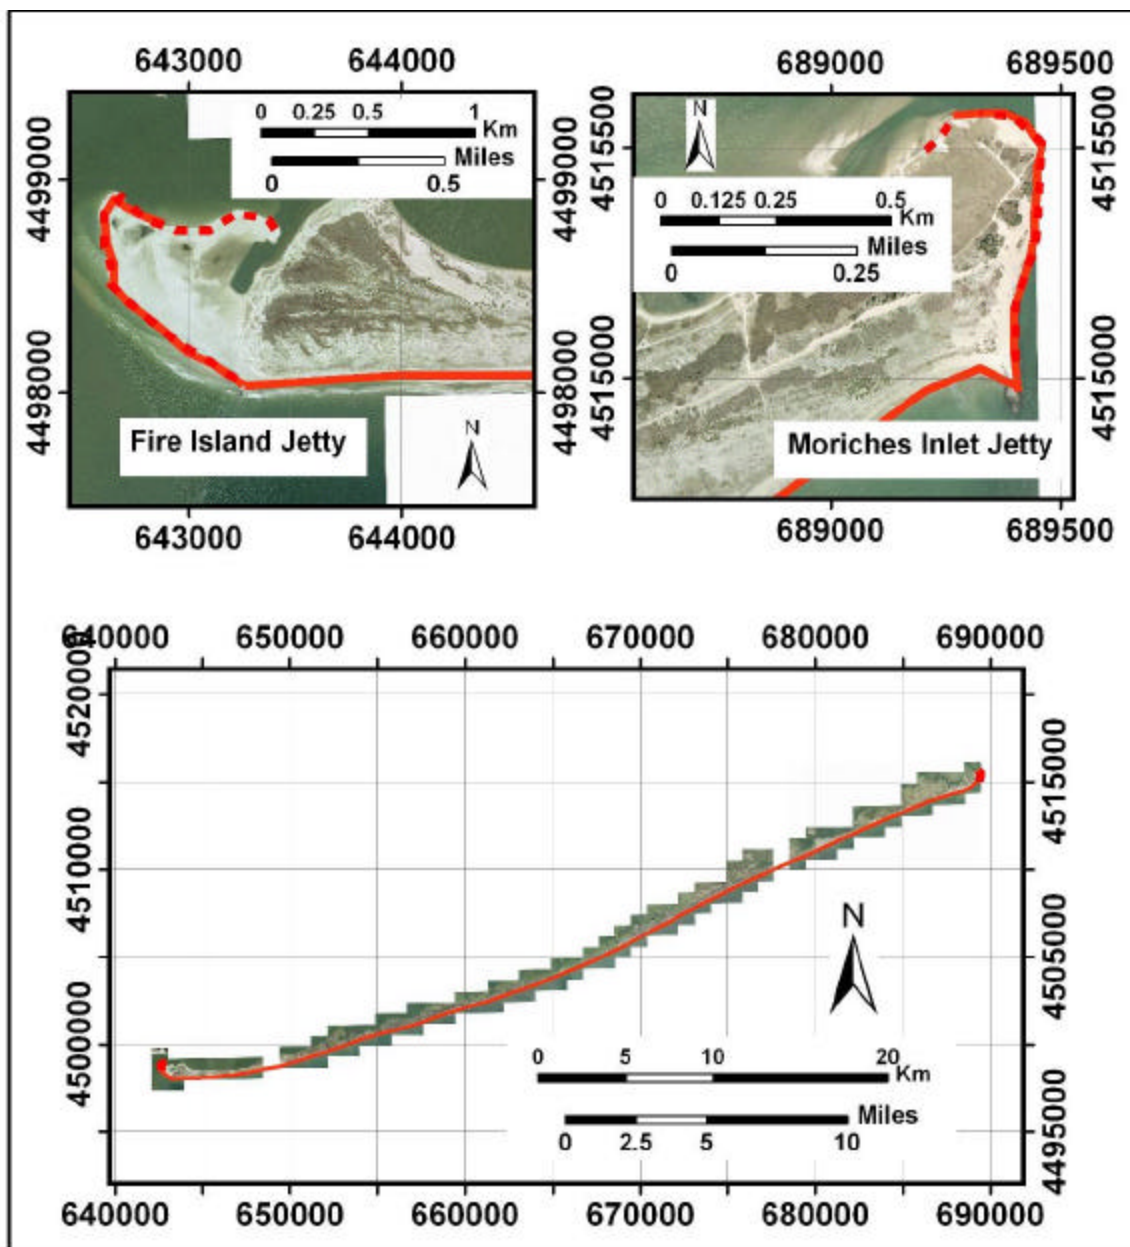 643000 644000
0 0.25 0.5 1
Km
Miles
0 0.5
4499000
4498000
4499000
4498000
Fire Island Jetty
N
643000 644000
689000 689500
N
0 0.125 0.25 0.5
Km
Miles
0 0.25
4515500
4515000
4515500
4515000
Moriches Inlet Jetty
689000 689500
640000 650000 660000 670000 680000 690000
4520000
4510000
4500000
4515000
4505000
4495000
N
0 5 10 20
Km
Miles
0 2.5 5 10
640000 650000 660000 670000 680000 690000